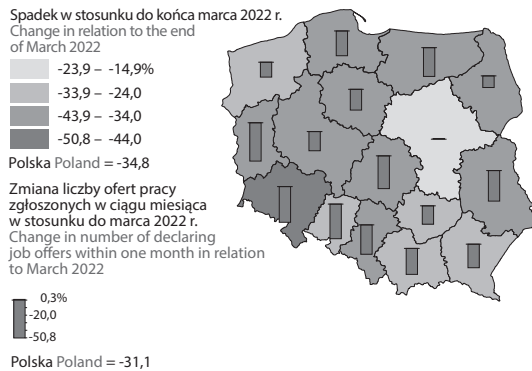 Spadek w stosunku do końca marca 2022 r.
Change in relation to the end
of March 2022
-23,9 – -14,9%
-33,9 – -24,0
-43,9 – -34,0
-50,8 – -44,0
Polska Poland = -34,8
Zmiana liczby ofert pracy
zgłoszonych w ciągu miesiąca
w stosunku do marca 2022 r.
Change in number of declaring
job offers within one month in relation
to March 2022
0,3%
-20,0
-50,8
Polska Poland = -31,1